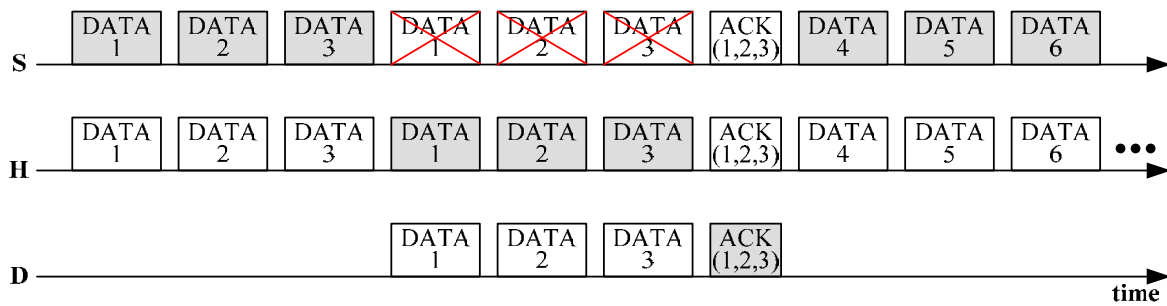 DATA DATA DATA DATA DATA DATA ACK DATA DATA DATA
1 2 3 1 2 3 (1,2,3) 4 5 6
S
DATA DATA DATA DATA DATA DATA ACK DATA DATA DATA
1 2 3 1 2 3 (1,2,3) 4 5 6 •••
H
DATA DATA DATA ACK
1 2 3 (1,2,3)
D
time